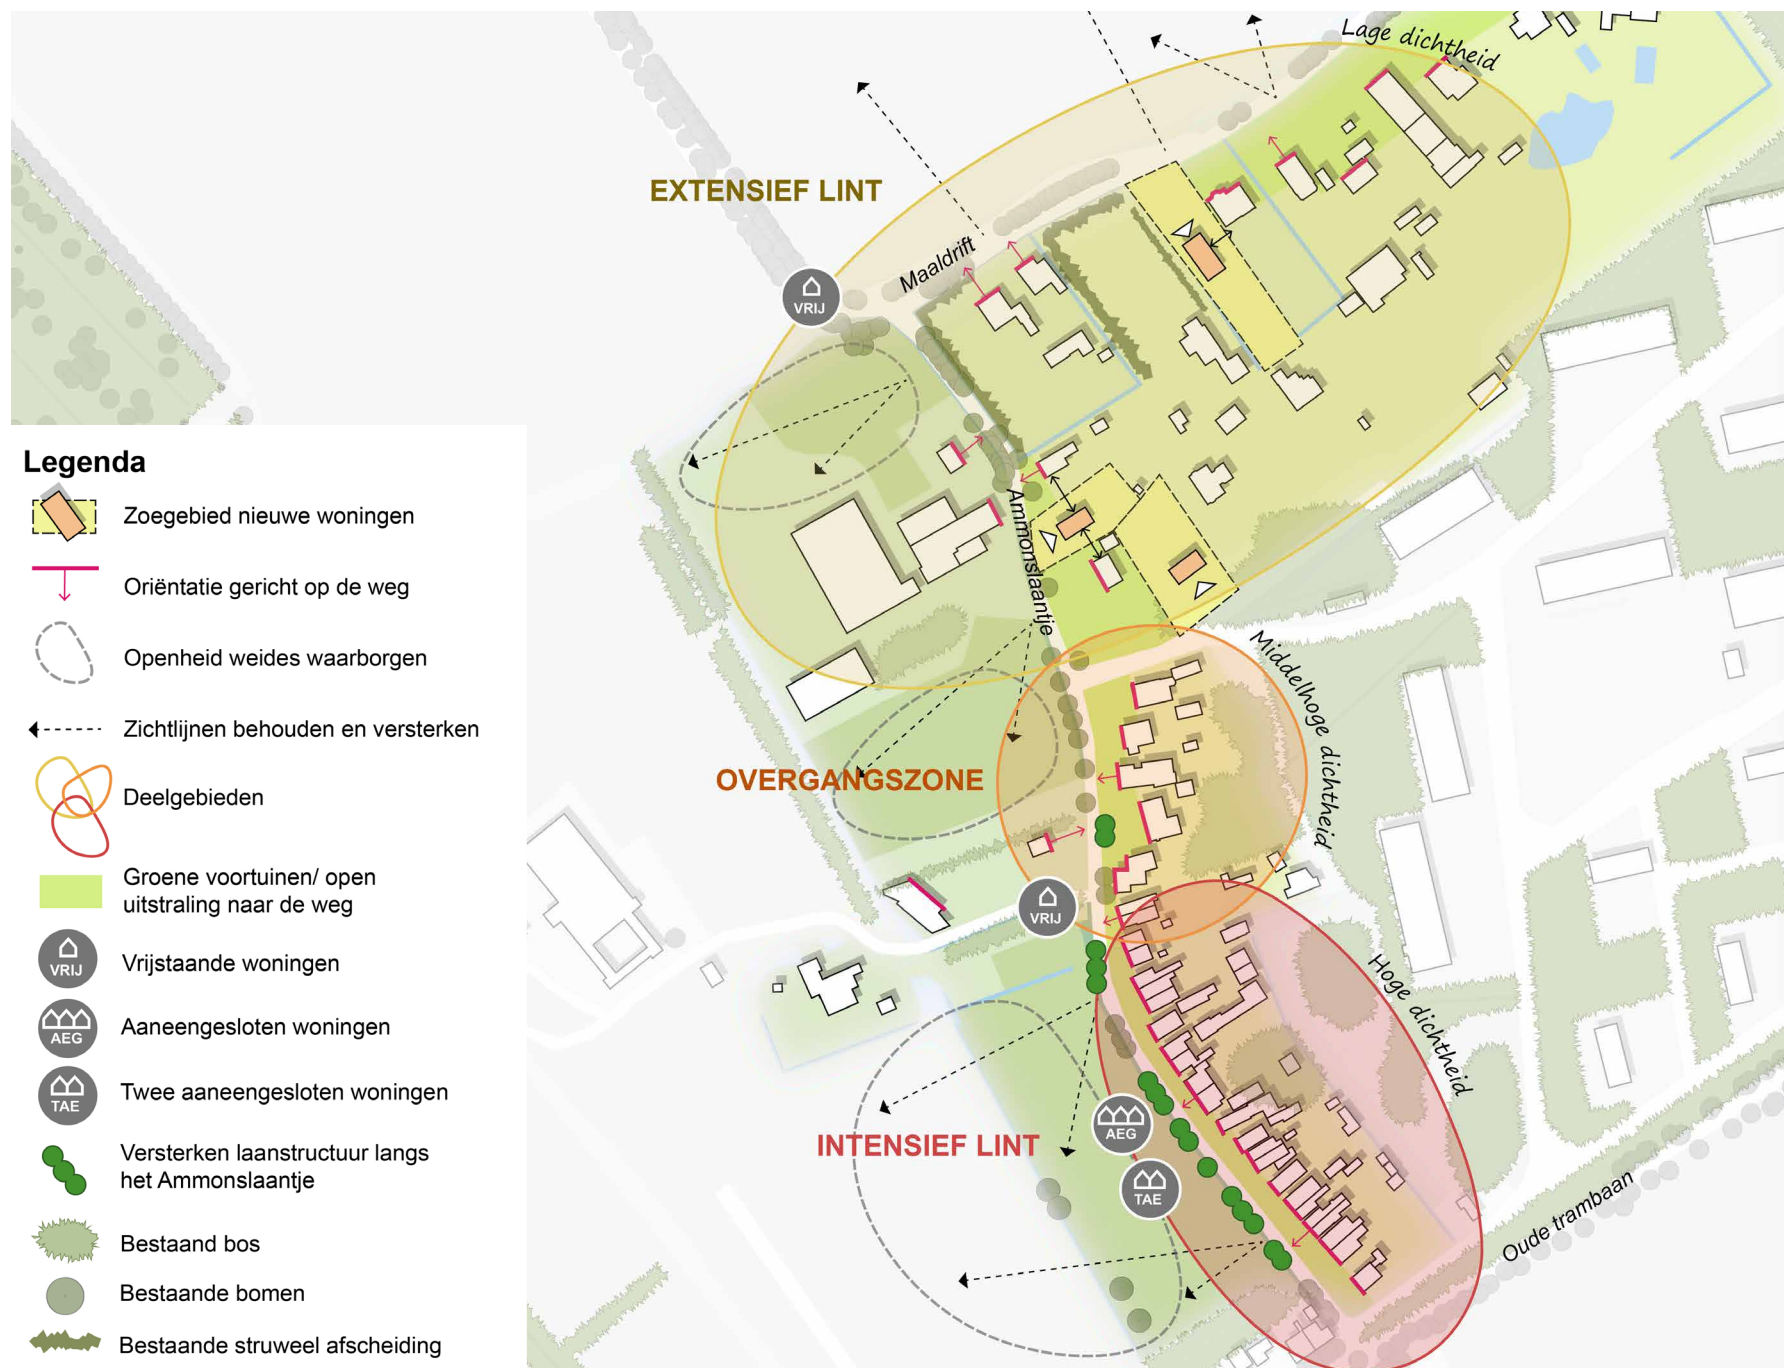 Lage dichtheid
EXTENSIEF LINT
Maaldrift
VRIJ
Ammonslaantje
Middelhoge dichtheid
OVERGANGSZONE
VRIJ
Hoge dichtheid
AEG
INTENSIEF LINT
TAE
Oude trambaan
Legenda
Zoegebied nieuwe woningen
Oriëntatie gericht op de weg
Openheid weides waarborgen
Zichtlijnen behouden en versterken
Deelgebieden
Groene voortuinen/ open
uitstraling naar de weg
VRIJ
Vrijstaande woningen
AEG
Aaneengesloten woningen
TAE
Twee aaneengesloten woningen
Versterken laanstructuur langs
het Ammonslaantje
Bestaand bos
Bestaande bomen
Bestaande struweel afscheiding